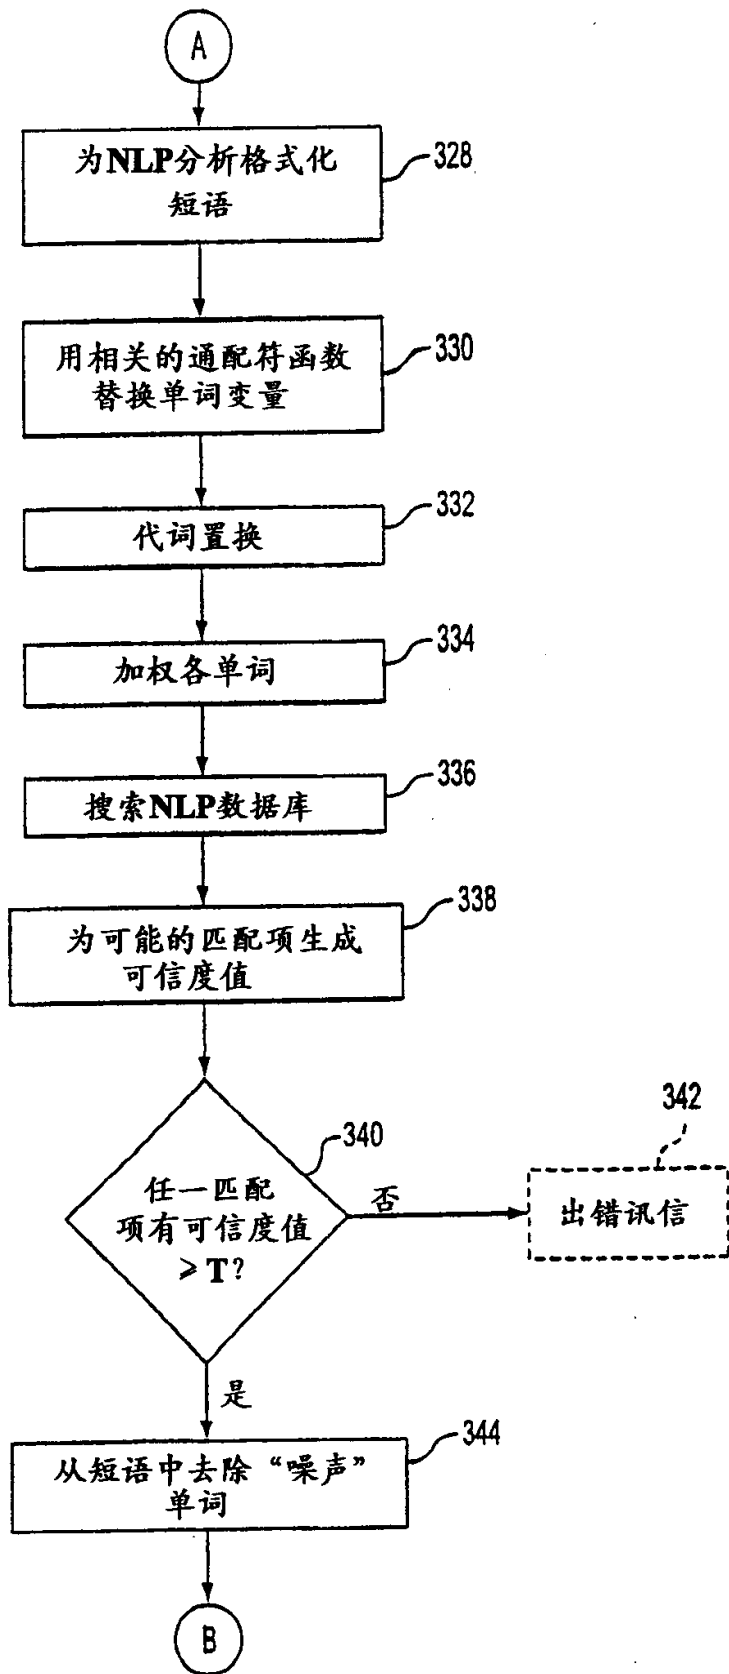 A
为NLP分析格式化
短语
328
用相关的通配符函数
替换单词变量
330
代词置换
332
加权各单词
334
搜索NLP数据库
336
为可能的匹配项生成
可信度值
338
任一匹配
项有可信度值
≥T?
340
否
出错讯信
342
是
从短语中去除“噪声”
单词
344
B